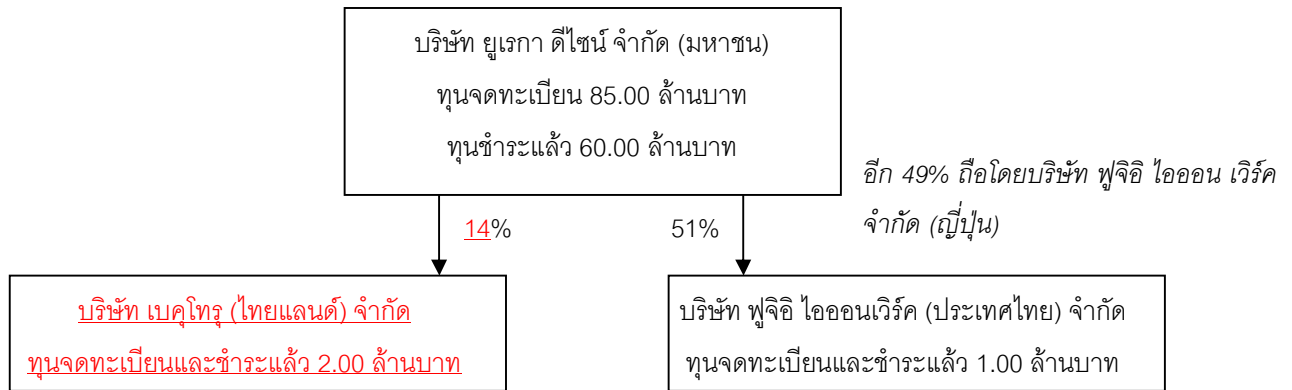 บริษัท ยูเรกา ดีไซน์ จำกัด (มหาชน)
ทุนจดทะเบียน 85.00 ล้านบาท
ทุนชำระแล้ว 60.00 ล้านบาท
อีก 49% ถือโดยบริษัท ฟูจิอิ ไอออน เวิร์ค
จำกัด (ญี่ปุ่น)
14%
51%
บริษัท เบคุโทรุ (ไทยแลนด์) จำกัด
ทุนจดทะเบียนและชำระแล้ว 2.00 ล้านบาท
บริษัท ฟูจิอิ ไอออนเวิร์ค (ประเทศไทย) จำกัด
ทุนจดทะเบียนและชำระแล้ว 1.00 ล้านบาท